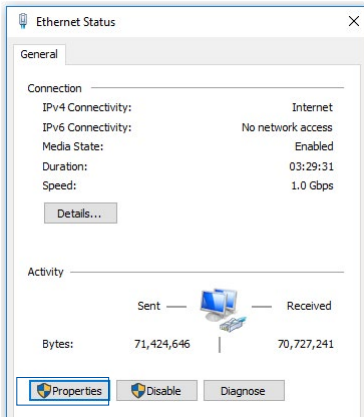 Ethernet Status
General
Connection
IPv4 Connectivity: Internet
IPv6 Connectivity: No network access
Media State: Enabled
Duration: 03:29:31
Speed: 1.0 Gbps
Details...
Activity
Sent Received
Bytes: 71,424,646 70,727,241
Properties Disable Diagnose